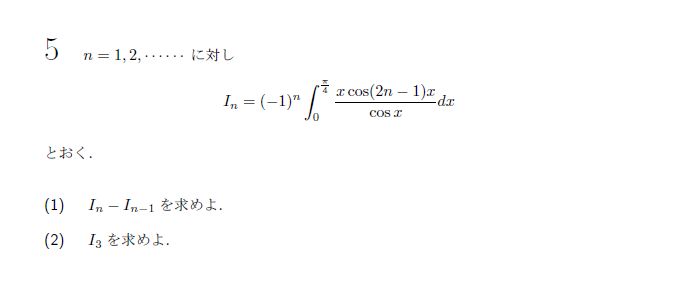 5 n = 1, 2, ⋯⋯ に対し
I_n = (−1)^n ∫_0^{π/4} \frac{x cos(2n − 1)x}{cos x} dx
とおく.
(1) I_n − I_{n−1} を求めよ.
(2) I_3 を求めよ.